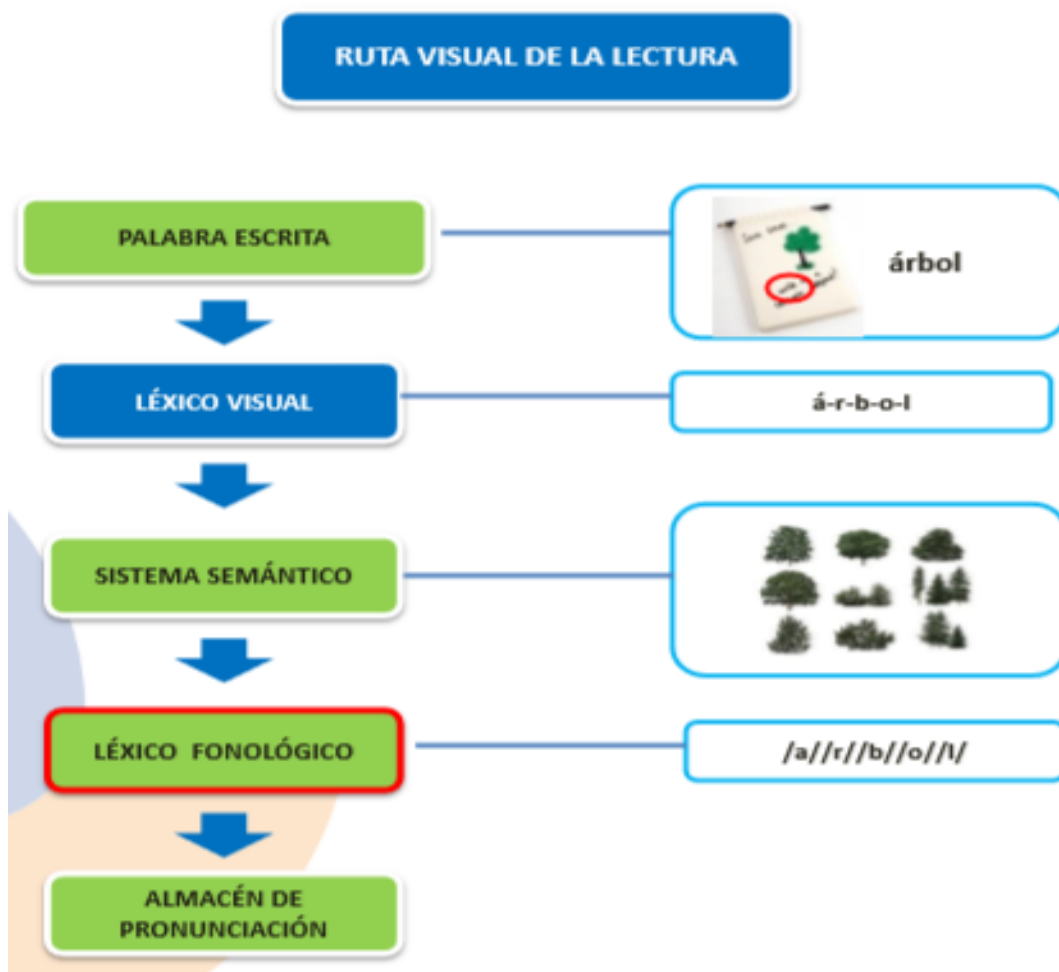 RUTA VISUAL DE LA LECTURA
PALABRA ESCRITA
árbol
LÉXICO VISUAL
á-r-b-o-l
SISTEMA SEMÁNTICO
LÉXICO FONOLÓGICO
/a//r//b//o//l/
ALMACÉN DE
PRONUNCIACIÓN